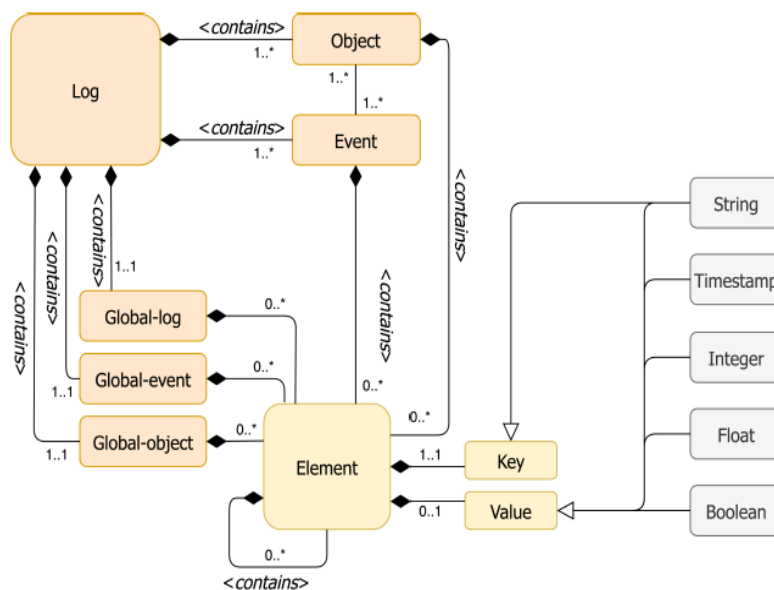 <contains>
Object
1..*
1..*
Log
1..*
<contains>
Event
1..*
<contains>
String
<contains>
<contains>
<contains>
<contains>
1..1
Timestamp
Global-log
0..*
Integer
Global-event
0..*
1..1
0..*
0..*
Global-object
0..*
1..1
Float
Element
1..1
Key
Value
0..1
Boolean
0..*
<contains>